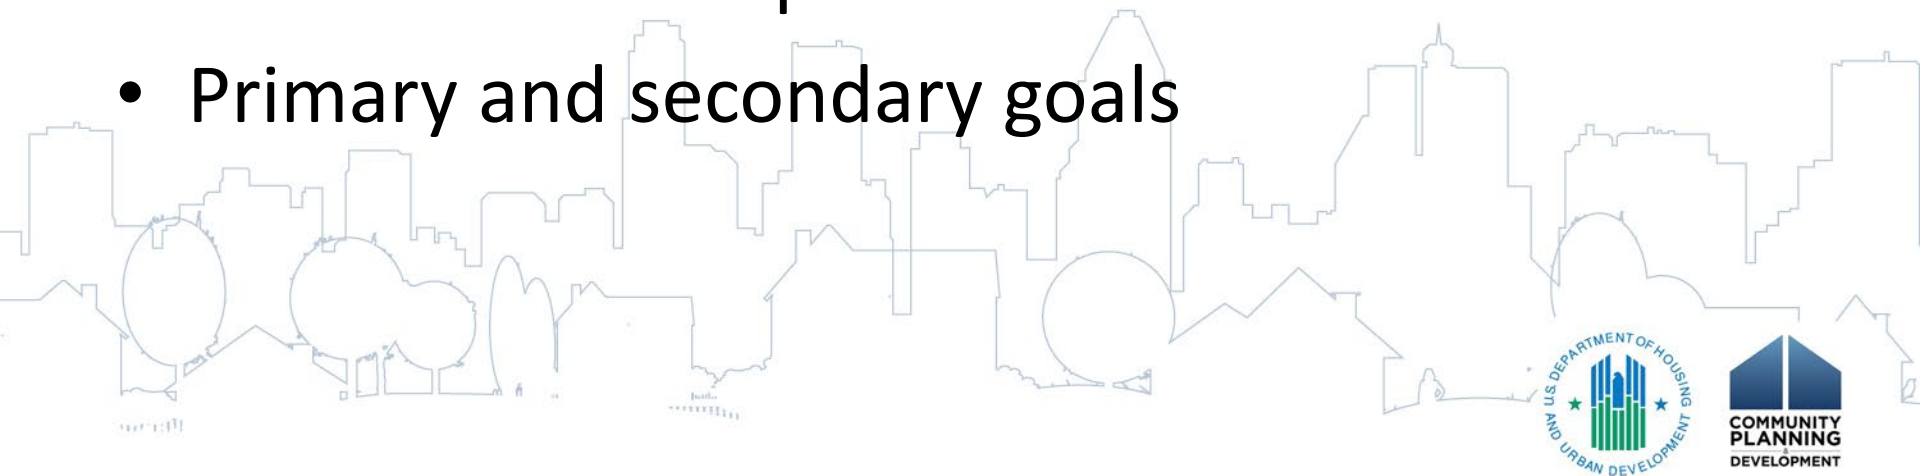 • Primary and secondary goals
U.S. DEPARTMENT OF HOUSING AND URBAN DEVELOPMENT
COMMUNITY
PLANNING
&
DEVELOPMENT